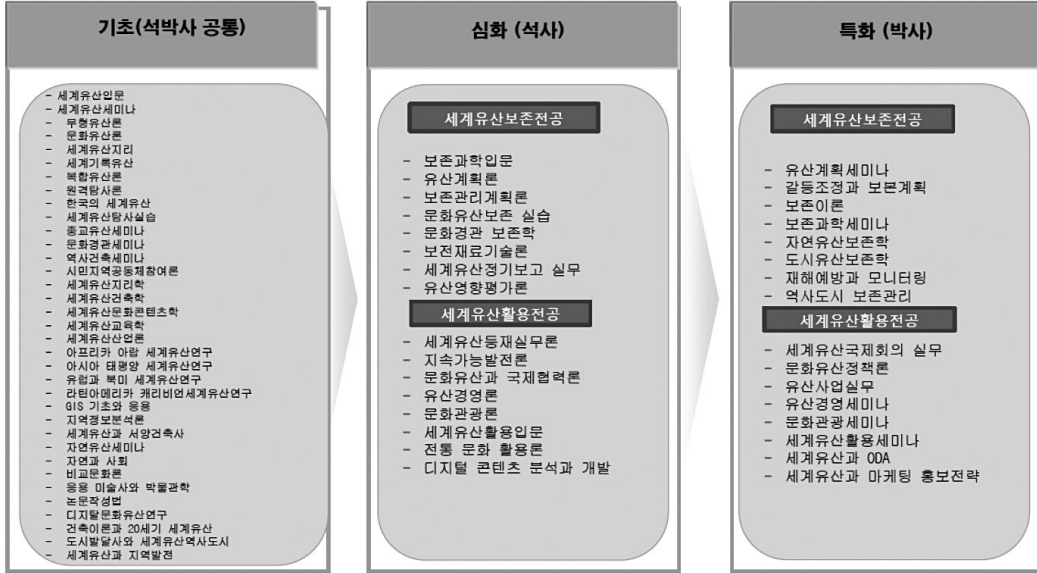 기초(석박사 공통)
- 세계유산입문
- 세계유산세미나
- 무형유산론
- 문화유산론
- 세계유산지리
- 세계기록유산
- 복합유산론
- 원격탐사론
- 한국의 세계유산
- 세계유산탐사실습
- 종교유산세미나
- 문화경관세미나
- 역사건축세미나
- 시민지역공동체참여론
- 세계유산지리학
- 세계유산건축학
- 세계유산문화콘텐츠학
- 세계유산교육학
- 세계유산산업론
- 아프리카 아랍 세계유산연구
- 아시아 태평양 세계유산연구
- 유럽과 북미 세계유산연구
- 라틴아메리카 캐리비언세계유산연구
- GIS 기초와 응용
- 지역정보분석론
- 세계유산과 서양건축사
- 자연유산세미나
- 자연과 사회
- 비교문화론
- 응용 미술사와 박물관학
- 논문작성법
- 디지탈문화유산연구
- 건축이론과 20세기 세계유산
- 도시발달사와 세계유산역사도시
- 세계유산과 지역발전
심화 (석사)
세계유산보존전공
- 보존과학입문
- 유산계획론
- 보존관리계획론
- 문화유산보존 실습
- 문화경관 보존학
- 보전재료기술론
- 세계유산정기보고 실무
- 유산영향평가론
세계유산활용전공
- 세계유산등재실무론
- 지속가능발전론
- 문화유산과 국제협력론
- 유산경영론
- 문화관광론
- 세계유산활용입문
- 전통 문화 활용론
- 디지털 콘텐츠 분석과 개발
특화 (박사)
세계유산보존전공
- 유산계획세미나
- 갈등조정과 보본계획
- 보존이론
- 보존과학세미나
- 자연유산보존학
- 도시유산보존학
- 재해예방과 모니터링
- 역사도시 보존관리
세계유산활용전공
- 세계유산국제회의 실무
- 문화유산정책론
- 유산사업실무
- 유산경영세미나
- 문화관광세미나
- 세계유산활용세미나
- 세계유산과 ODA
- 세계유산과 마케팅 홍보전략